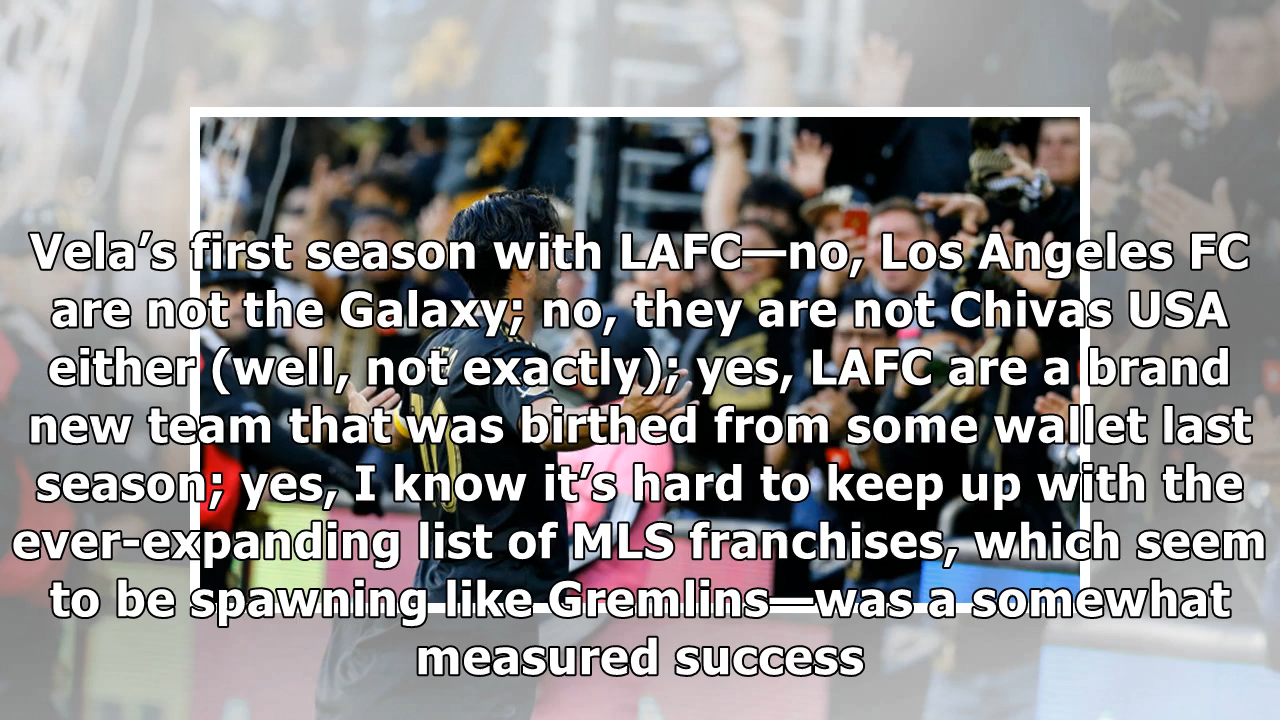 Vela’s first season with LAFC—no, Los Angeles FC
are not the Galaxy; no, they are not Chivas USA
either (well, not exactly); yes, LAFC are a brand
new team that was birthed from some wallet last
season; yes, I know it’s hard to keep up with the
ever-expanding list of MLS franchises, which seem
to be spawning like Gremlins—was a somewhat
measured success
10